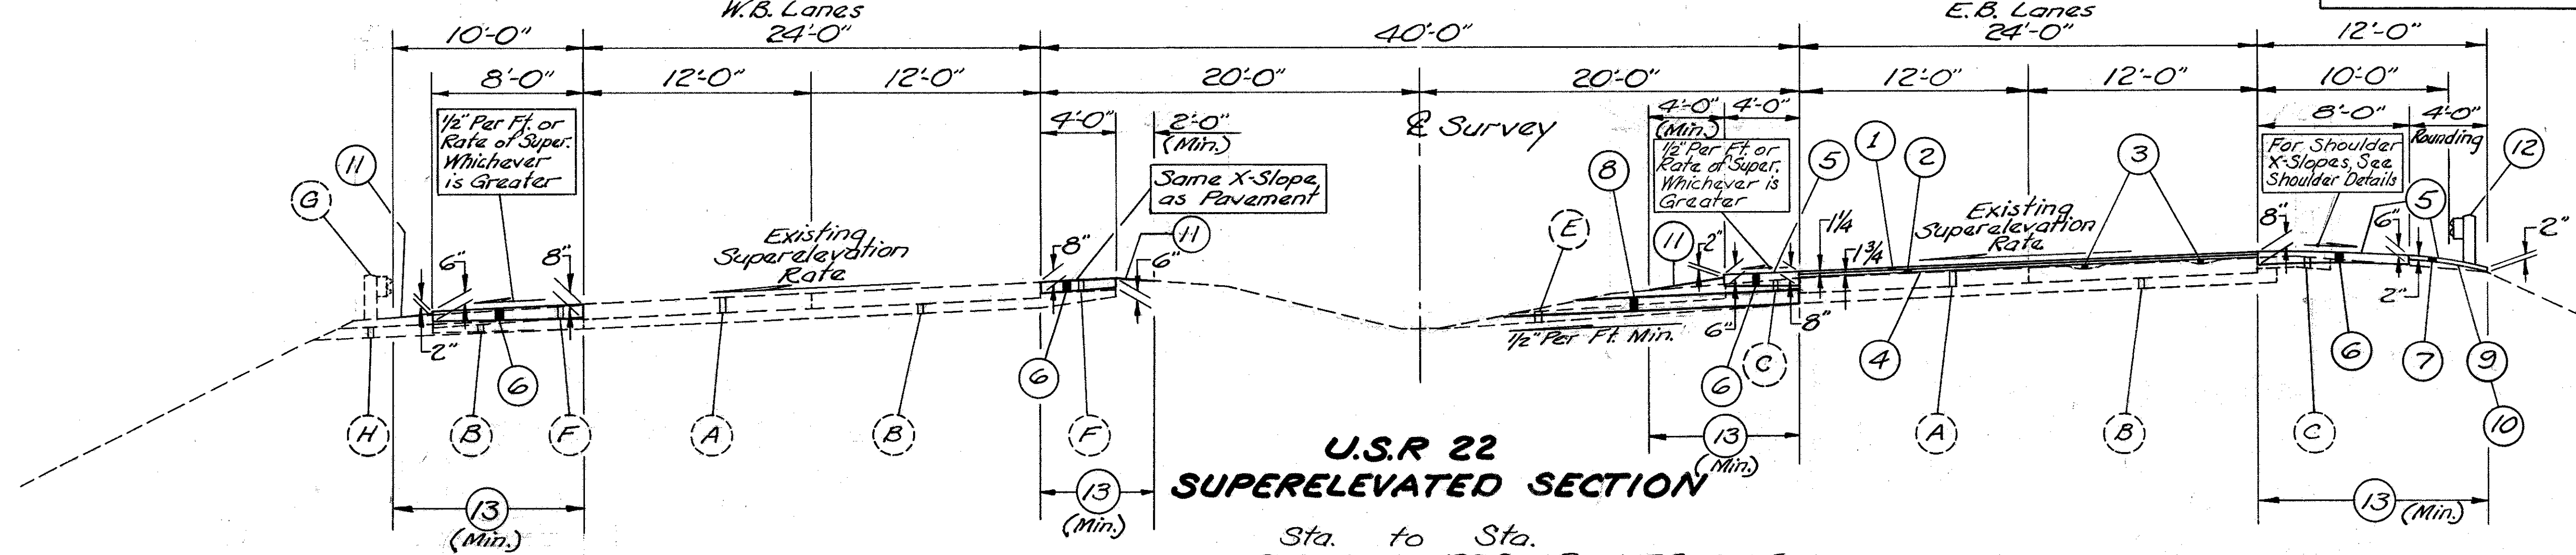 W.B. Lanes
E.B. Lanes
10'-0"
24'-0"
40'-0"
24'-0"
12'-0"
8'-0"
12'-0"
12'-0"
20'-0"
20'-0"
12'-0"
12'-0"
10'-0"
4'-0"
2'-0"
(Min.)
℄ Survey
4'-0"
(Min.)
4'-0"
8'-0"
4'-0"
Rounding
1/2" Per Ft. or
Rate of Super.
Whichever
is Greater
Same X-Slope
as Pavement
1/2" Per Ft. or
Rate of Super.
Whichever is
Greater
For Shoulder
X-Slopes, See
Shoulder Details
G
11
6"
8"
2"
Existing
Superelevation
Rate
8"
11
6"
E
8
11
2"
5
1
2
3
1 1/4
1 3/4
Existing
Superelevation
Rate
8"
6"
5
12
2"
2"
1/2" Per Ft. Min.
6"
8"
H
B
6
F
A
B
6
F
6
C
4
A
B
C
6
7
9
10
13
(Min.)
13
(Min.)
13
(Min.)
13
(Min.)
U.S.R 22
SUPERELEVATED SECTION
Sta. to Sta.